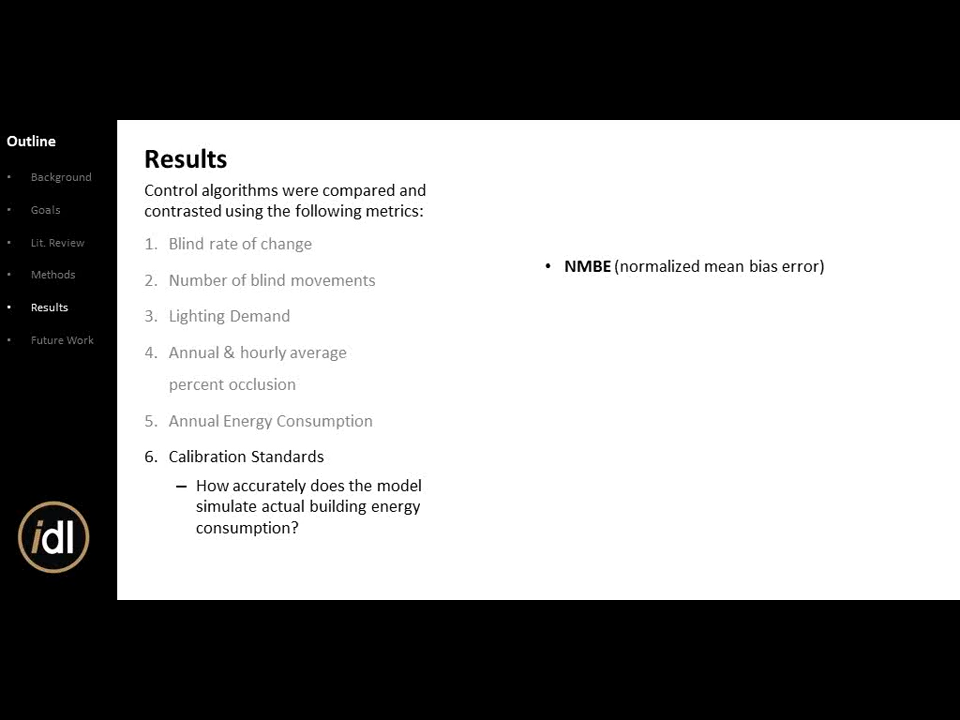 Outline
• Background
• Goals
• Lit. Review
• Methods
• Results
• Future Work
idl
Results
Control algorithms were compared and
contrasted using the following metrics:
1. Blind rate of change
2. Number of blind movements
3. Lighting Demand
4. Annual & hourly average
percent occlusion
5. Annual Energy Consumption
6. Calibration Standards
– How accurately does the model
simulate actual building energy
consumption?
• NMBE (normalized mean bias error)